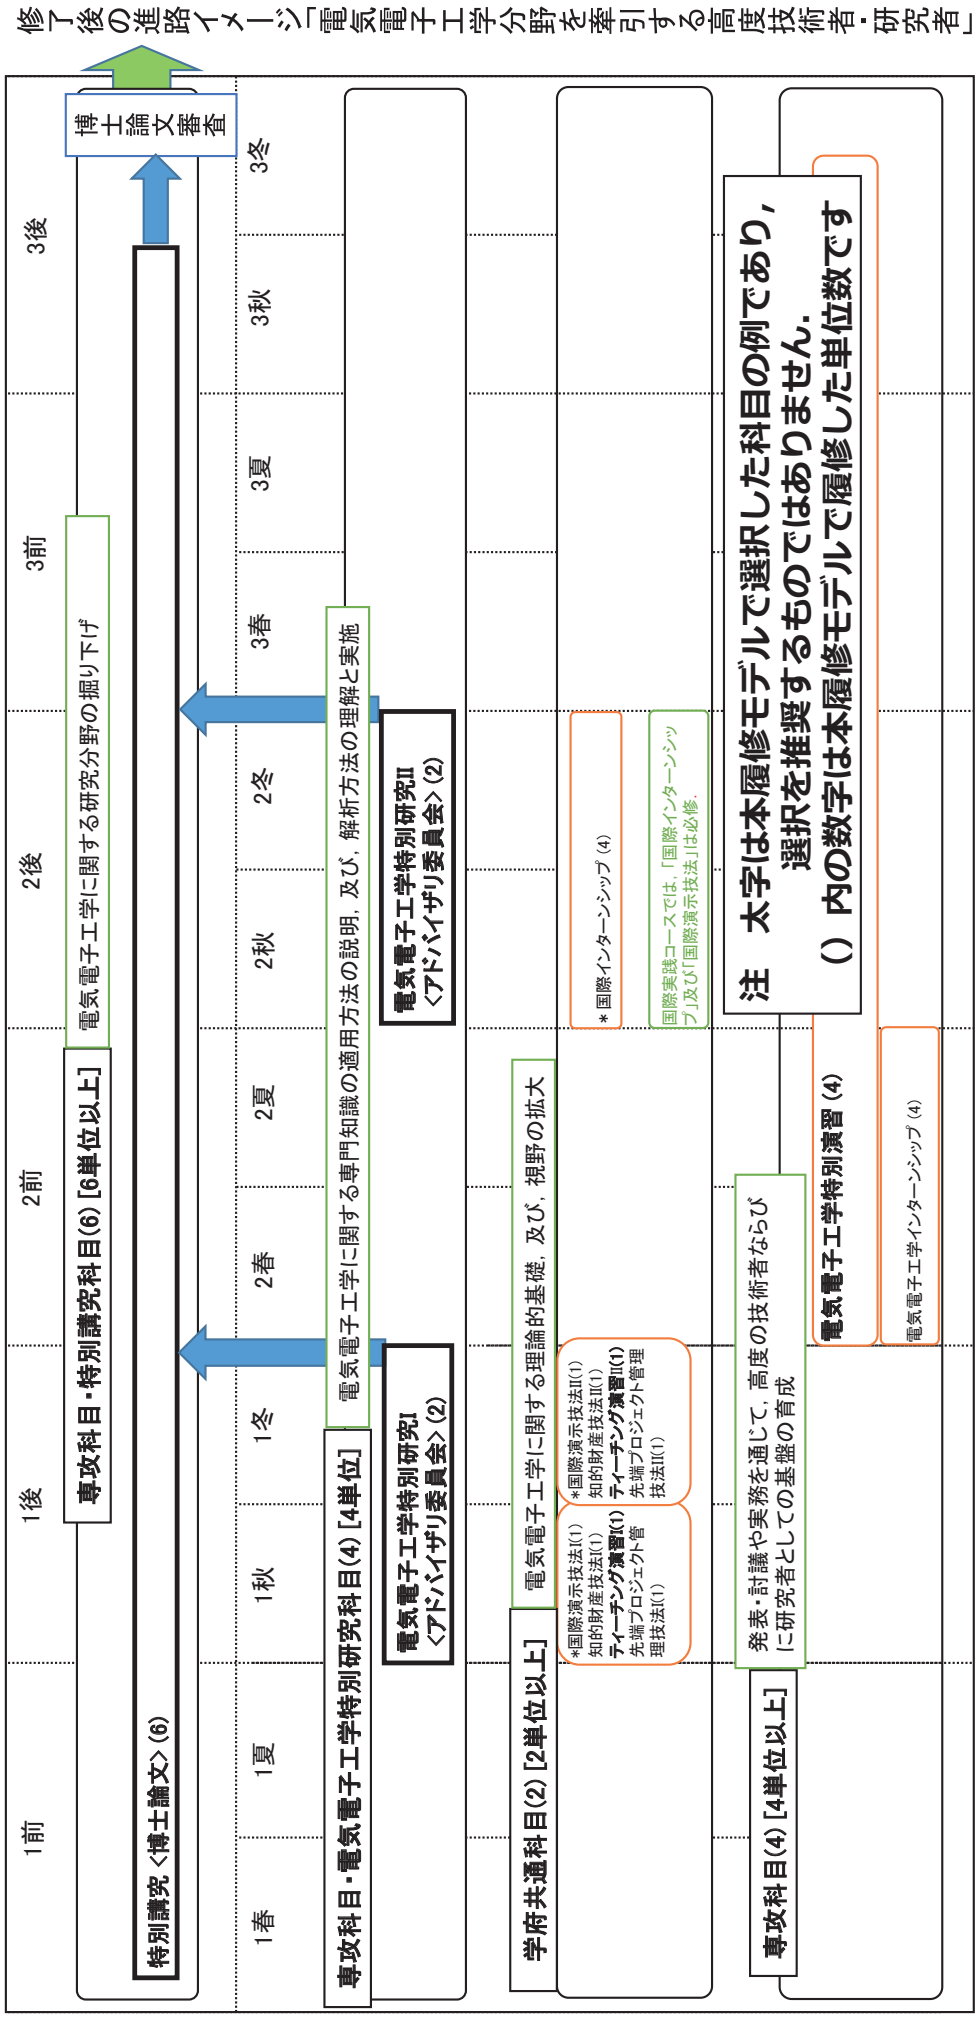 修了後の進路イメージ「電気電子工学分野を牽引する高度技術者・研究者」
1前
1後
2前
2後
3前
3後
専攻科目・特別講究科目(6) [6単位以上]
電気電子工学に関する研究分野の掘り下げ
特別講究 <博士論文> (6)
博士論文審査
1春
1夏
1秋
1冬
2春
2夏
2秋
2冬
3春
3夏
3秋
3冬
専攻科目・電気電子工学特別研究科目(4) [4単位]
電気電子工学に関する専門知識の適用方法の説明, 及び, 解析方法の理解と実施
電気電子工学特別研究I
<アドバイザリ委員会> (2)
電気電子工学特別研究II
<アドバイザリ委員会> (2)
学府共通科目(2) [2単位以上]
電気電子工学に関する理論的基礎, 及び, 視野の拡大
*国際演示技法I(1)
知的財産技法I(1)
ティーチング演習I(1)
先端プロジェクト管
理技法I(1)
*国際演示技法II(1)
知的財産技法II(1)
ティーチング演習II(1)
先端プロジェクト管理
技法II(1)
* 国際インターンシップ (4)
国際実践コースでは,「国際インターンシッ
プ」及び「国際演示技法」は必修.
専攻科目(4) [4単位以上]
発表・討議や実務を通じて, 高度の技術者ならび
に研究者としての基盤の育成
電気電子工学特別演習 (4)
電気電子工学インターンシップ (4)
注 太字は本履修モデルで選択した科目の例であり,
選択を推奨するものではありません.
() 内の数字は本履修モデルで履修した単位数です